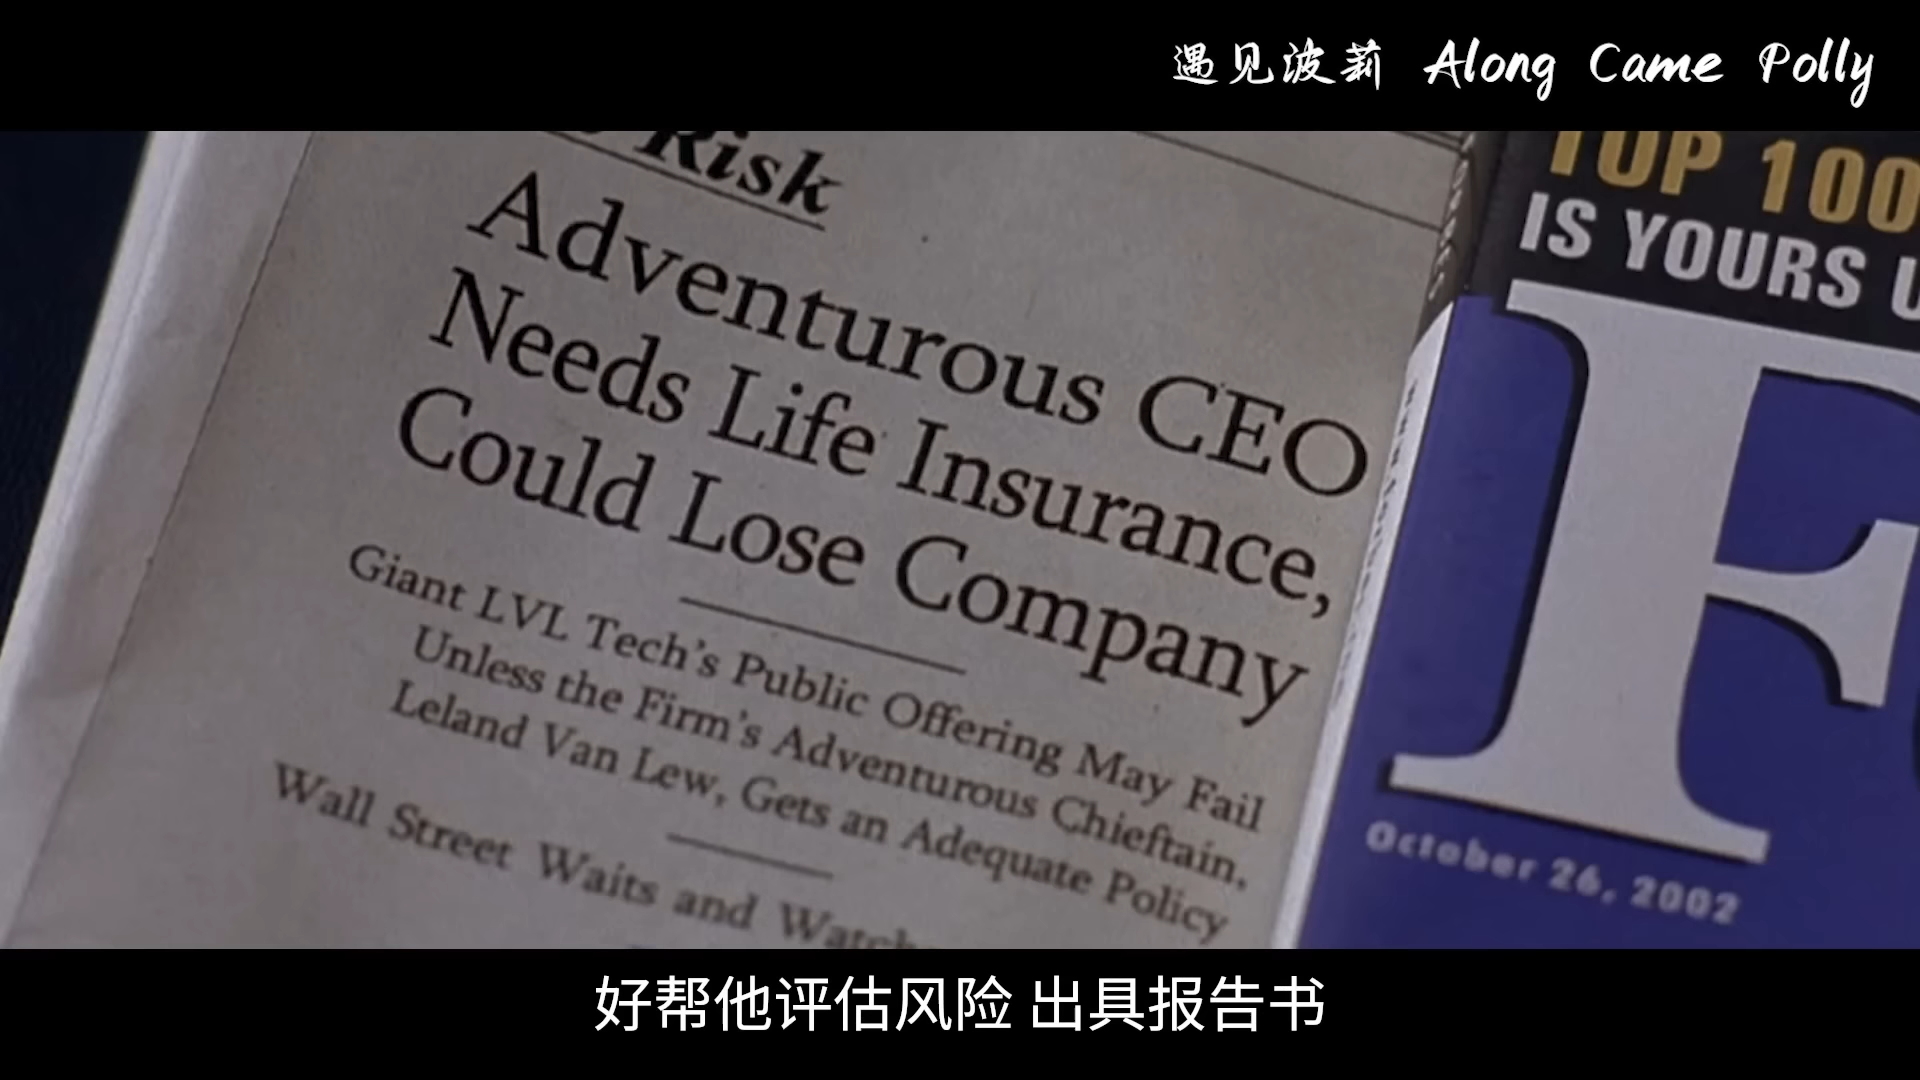 遇见波莉 Along Came Polly
Risk
Adventurous CEO
Needs Life Insurance,
Could Lose Company
Giant LVL Tech's Public Offering May Fail
Unless the Firm's Adventurous Chieftain,
Leland Van Lew, Gets an Adequate Policy
Wall Street Waits and
TOP 100
IS YOURS
F
October 26, 2002
好帮他评估风险 出具报告书